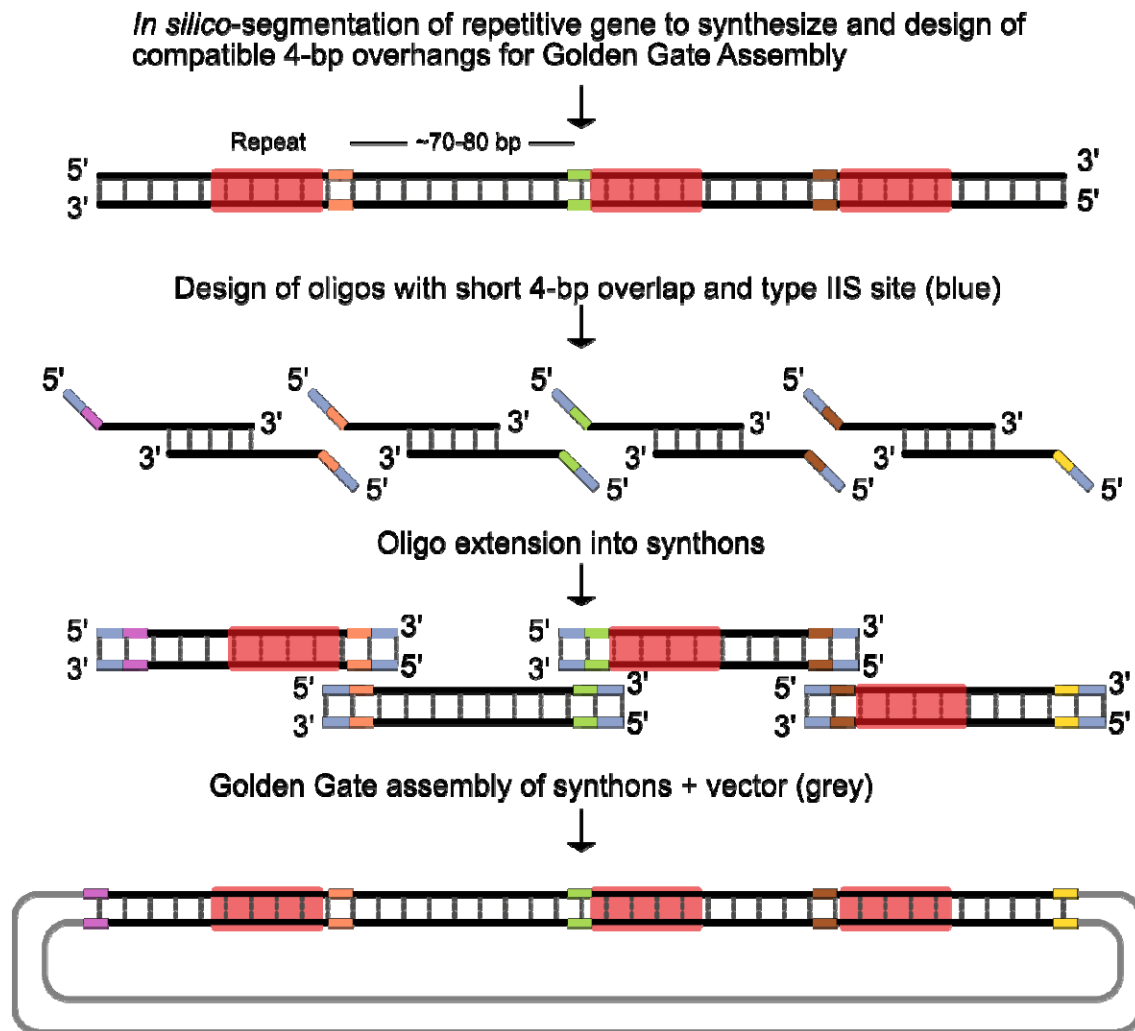 In silico-segmentation of repetitive gene to synthesize and design of
compatible 4-bp overhangs for Golden Gate Assembly
Repeat ~70-80 bp
5' 3'
3' 5'
Design of oligos with short 4-bp overlap and type IIS site (blue)
5' 5' 5' 5'
3' 3' 3' 3'
3' 3' 3' 3'
5' 5' 5' 5'
Oligo extension into synthons
5' 3' 5' 3'
3' 5' 3' 5'
5' 3' 5' 3'
3' 5' 3' 5'
Golden Gate assembly of synthons + vector (grey)